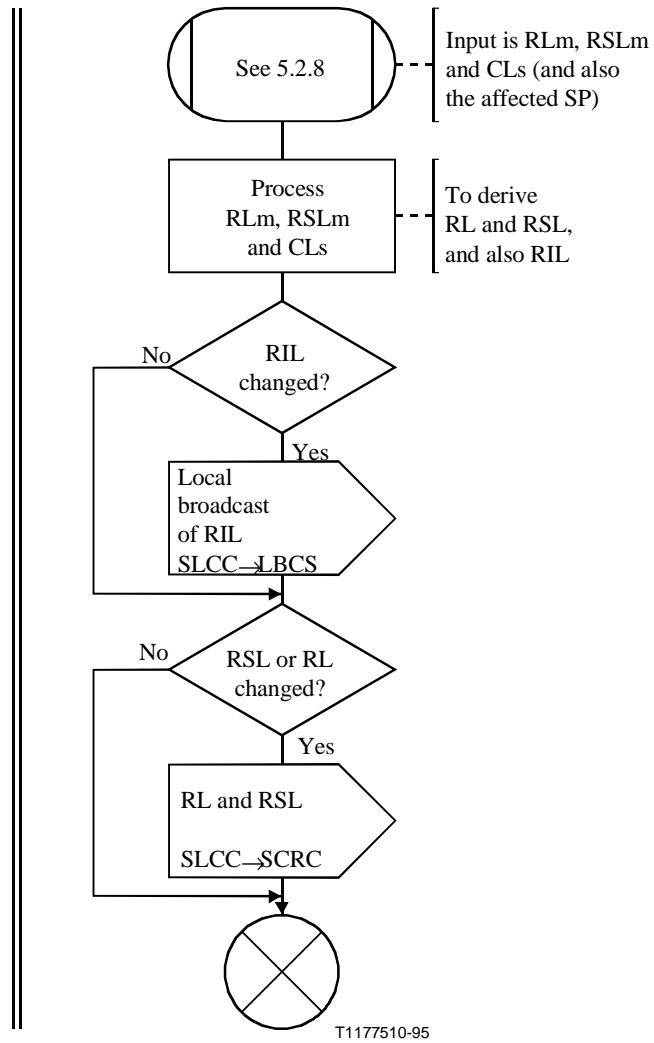 See 5.2.8
Input is RLm, RSLm
and CLs (and also
the affected SP)
Process
RLm, RSLm
and CLs
To derive
RL and RSL,
and also RIL
No
RIL
changed?
Yes
Local
broadcast
of RIL
SLCC→LBCS
No
RSL or RL
changed?
Yes
RL and RSL
SLCC→SCRC
T1177510-95